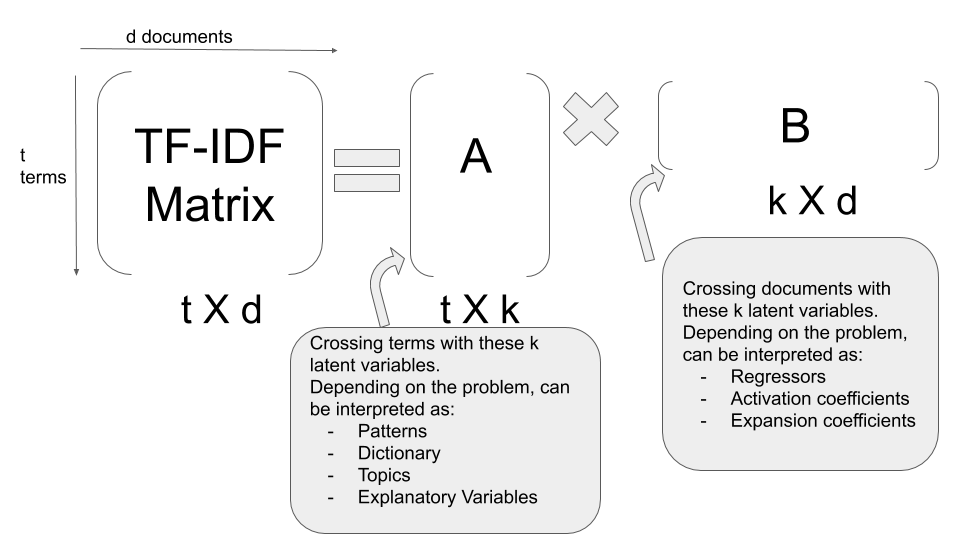 d documents
t
terms
TF-IDF
Matrix
t X d
A
t X k
B
k X d
Crossing terms with these k
latent variables.
Depending on the problem, can
be interpreted as:
- Patterns
- Dictionary
- Topics
- Explanatory Variables
Crossing documents with
these k latent variables.
Depending on the problem,
can be interpreted as:
- Regressors
- Activation coefficients
- Expansion coefficients